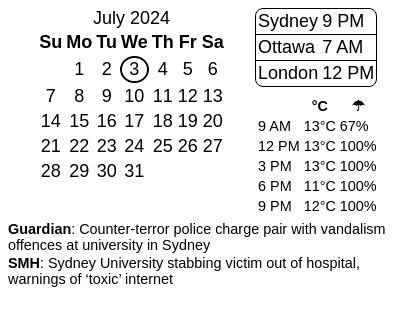 July 2024
Su Mo Tu We Th Fr Sa
1 2 3 4 5 6
7 8 9 10 11 12 13
14 15 16 17 18 19 20
21 22 23 24 25 26 27
28 29 30 31
Sydney 9 PM
Ottawa 7 AM
London 12 PM
°C ☂
9 AM 13°C 67%
12 PM 13°C 100%
3 PM 13°C 100%
6 PM 11°C 100%
9 PM 12°C 100%
Guardian: Counter-terror police charge pair with vandalism
offences at university in Sydney
SMH: Sydney University stabbing victim out of hospital,
warnings of ‘toxic’ internet